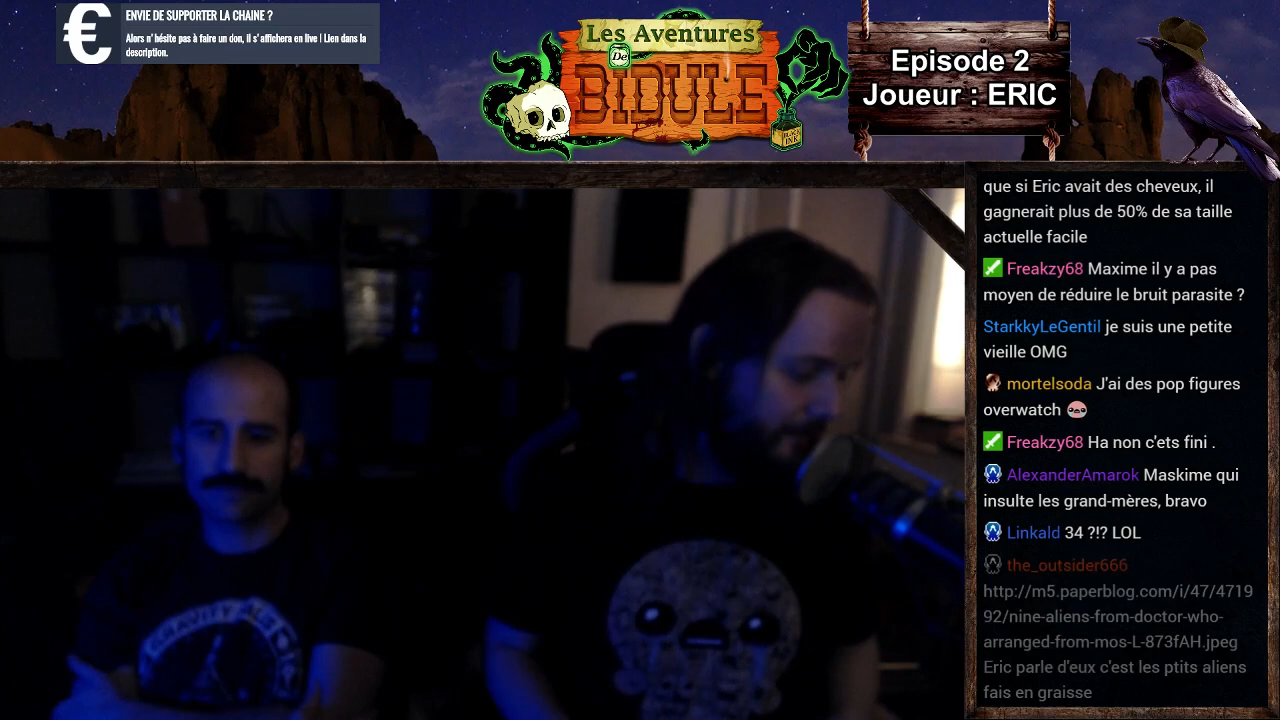 ENVIE DE SUPPORTER LA CHAINE ?
Alors n'hésite pas à faire un don, il s'affichera en live ! Lien dans la
description.
Les Aventures
De
BIDULE
BLACK
INK
Episode 2
Joueur : ERIC
que si Eric avait des cheveux, il
gagnerait plus de 50% de sa taille
actuelle facile
Freakzy68 Maxime il y a pas
moyen de réduire le bruit parasite ?
StarkkyLeGentil je suis une petite
vieille OMG
mortelsoda J'ai des pop figures
overwatch
Freakzy68 Ha non c'ets fini .
AlexanderAmarok Maskime qui
insulte les grand-mères, bravo
Linkald 34 ?!? LOL
the_outsider666
http://m5.paperblog.com/i/47/4719
92/nine-aliens-from-doctor-who-
arranged-from-mos-L-873fAH.jpeg
Eric parle d'eux c'est les ptits aliens
fais en graisse